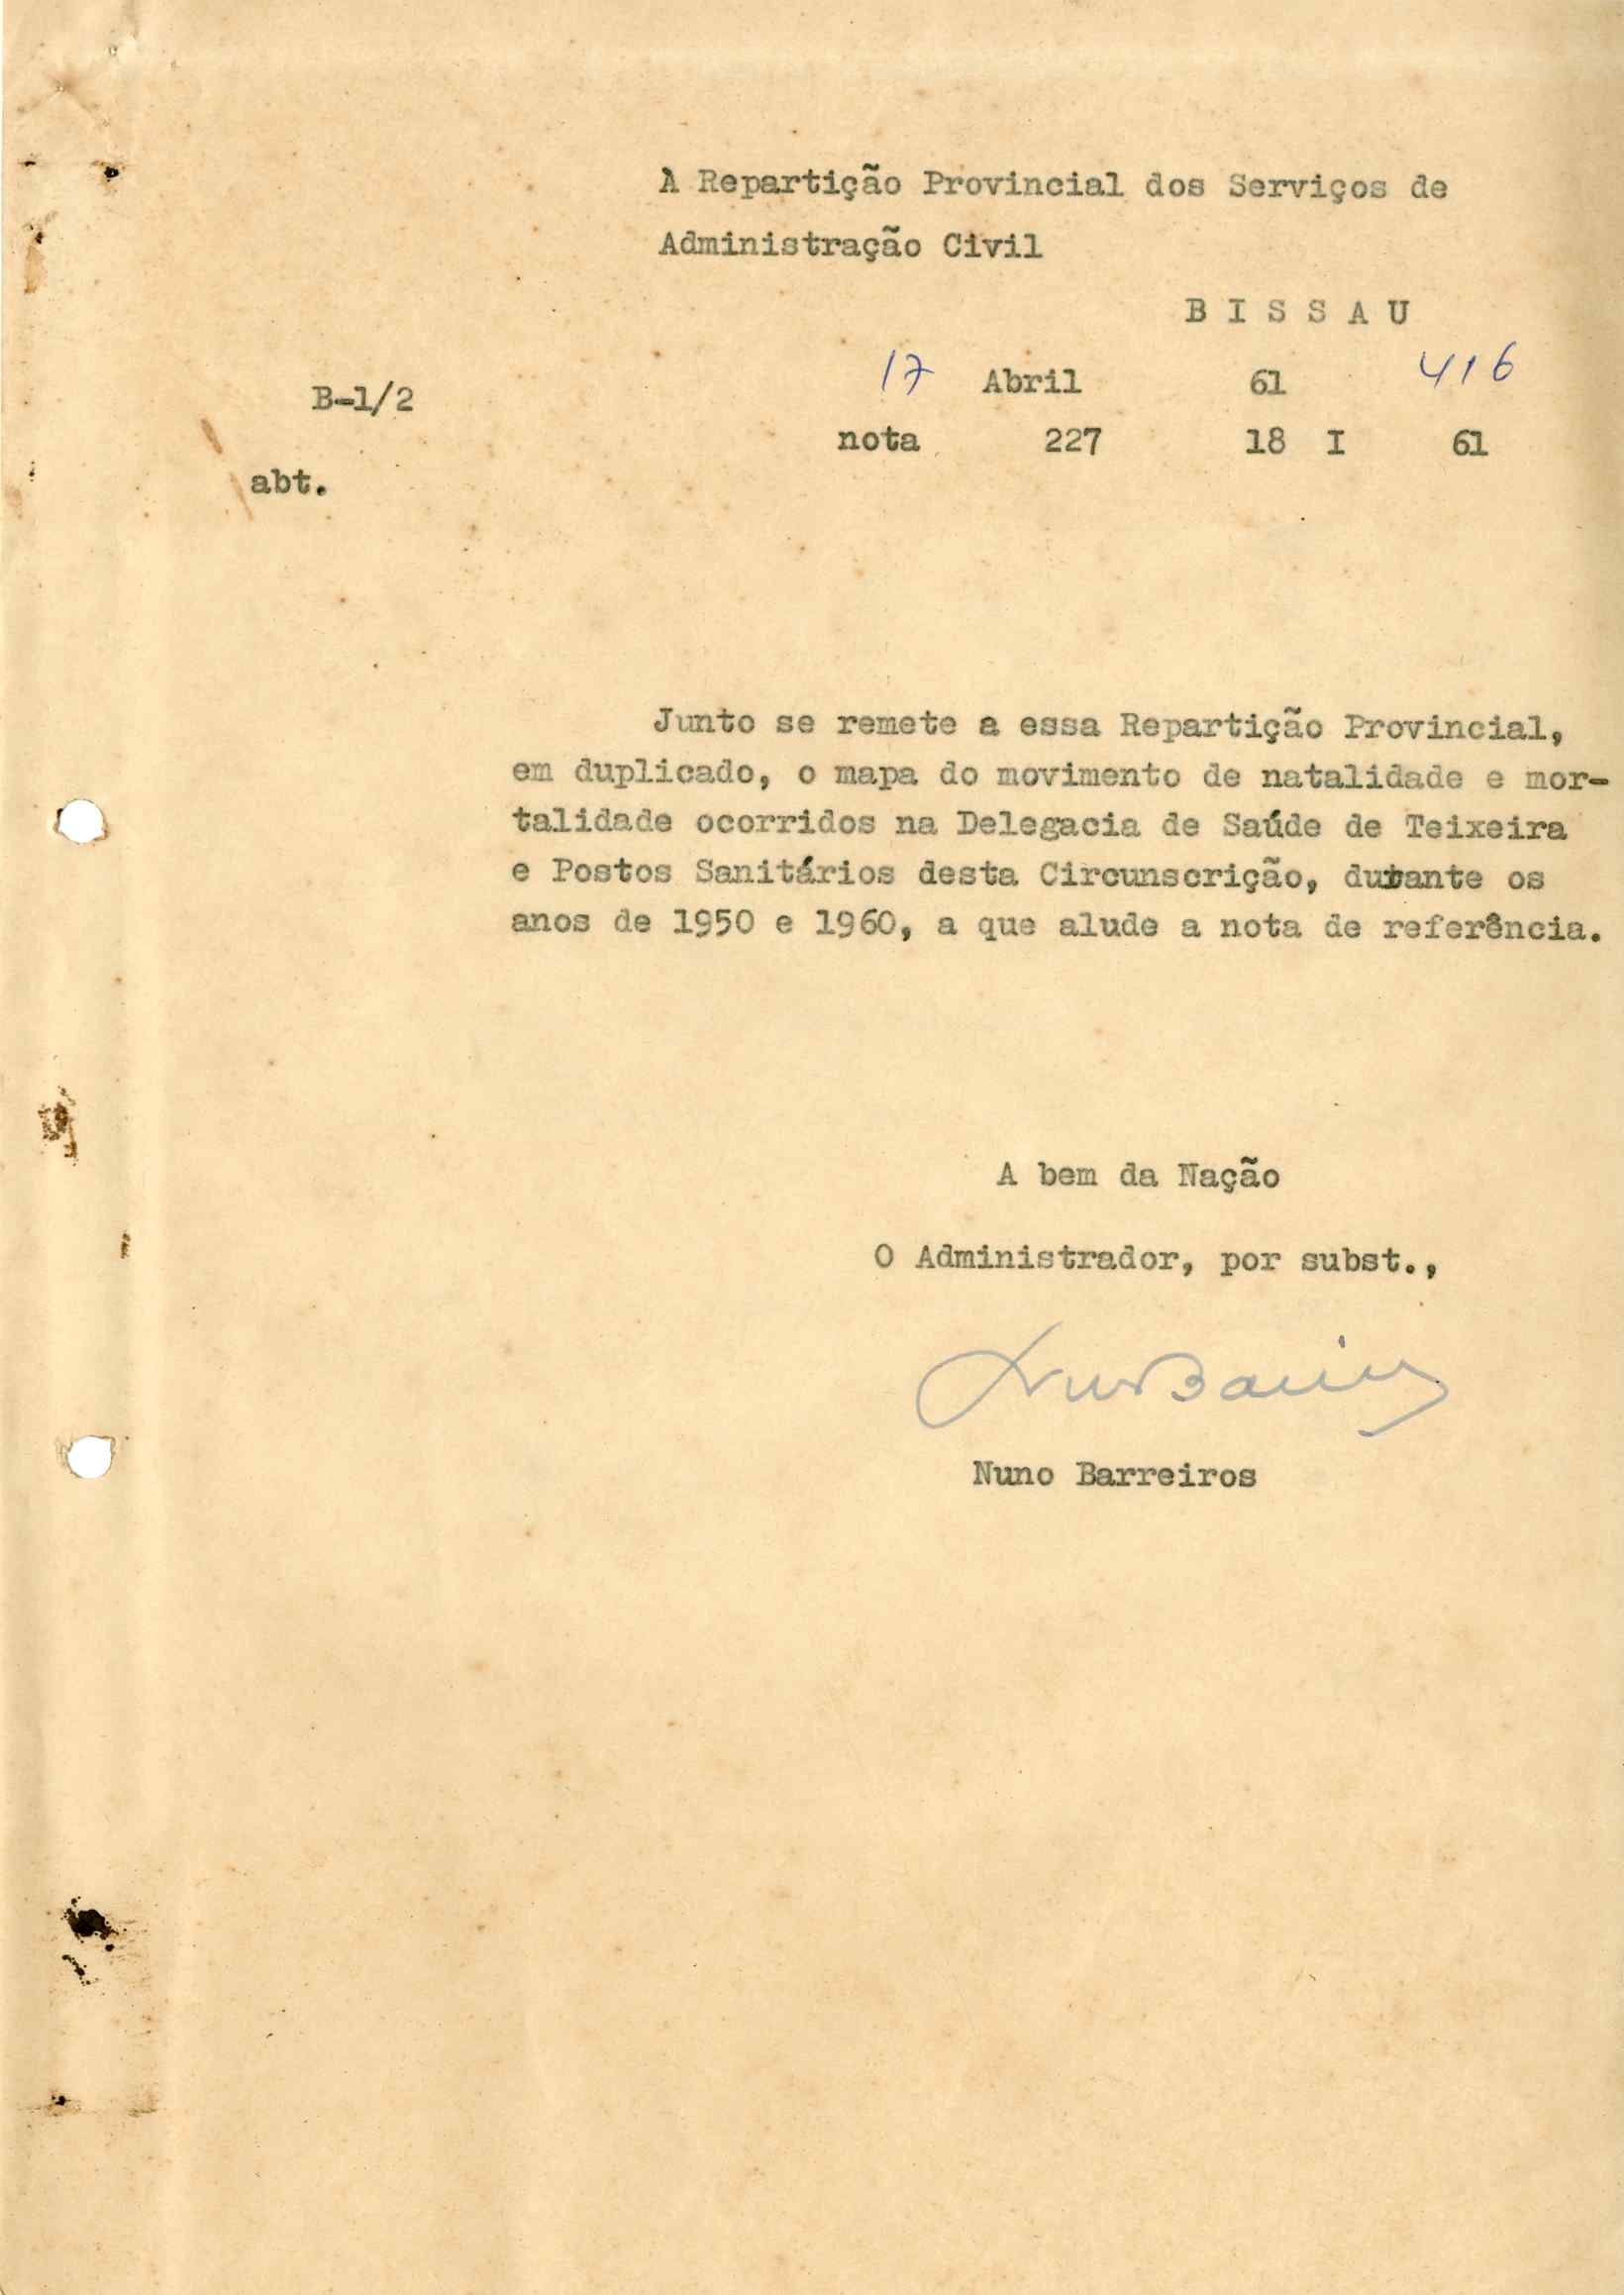 À Repartição Provincial dos Serviços de
Administração Civil
B I S S A U
17 Abril 61 416
B-1/2
nota 227 18 I 61
abt.
Junto se remete a essa Repartição Provincial,
em duplicado, o mapa do movimento de natalidade e mor-
talidade ocorridos na Delegacia de Saúde de Teixeira
e Postos Sanitários desta Circunscrição, durante os
anos de 1950 e 1960, a que alude a nota de referência.
A bem da Nação
O Administrador, por subst.,
Nuno Barreiros